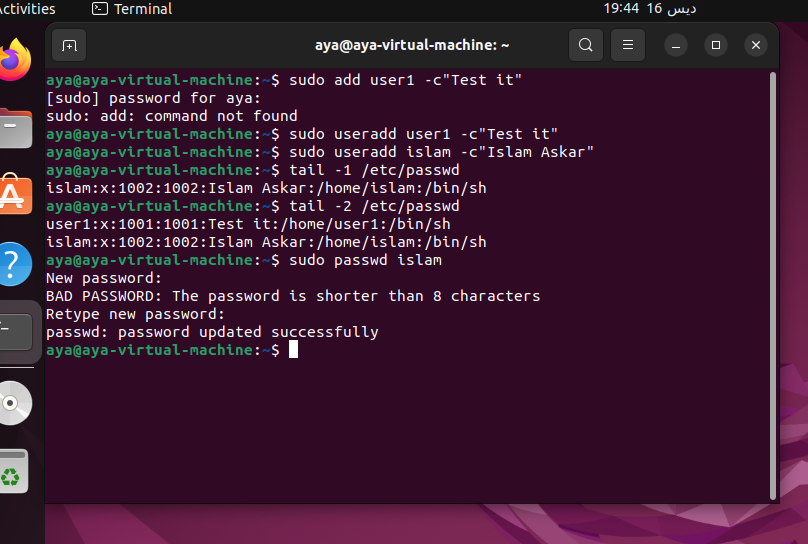 Activities
Terminal
19:44 16 ديس
aya@aya-virtual-machine: ~
aya@aya-virtual-machine:~$ sudo add user1 -c"Test it"
[sudo] password for aya:
sudo: add: command not found
aya@aya-virtual-machine:~$ sudo useradd user1 -c"Test it"
aya@aya-virtual-machine:~$ sudo useradd islam -c"Islam Askar"
aya@aya-virtual-machine:~$ tail -1 /etc/passwd
islam:x:1002:1002:Islam Askar:/home/islam:/bin/sh
aya@aya-virtual-machine:~$ tail -2 /etc/passwd
user1:x:1001:1001:Test it:/home/user1:/bin/sh
islam:x:1002:1002:Islam Askar:/home/islam:/bin/sh
aya@aya-virtual-machine:~$ sudo passwd islam
New password:
BAD PASSWORD: The password is shorter than 8 characters
Retype new password:
passwd: password updated successfully
aya@aya-virtual-machine:~$